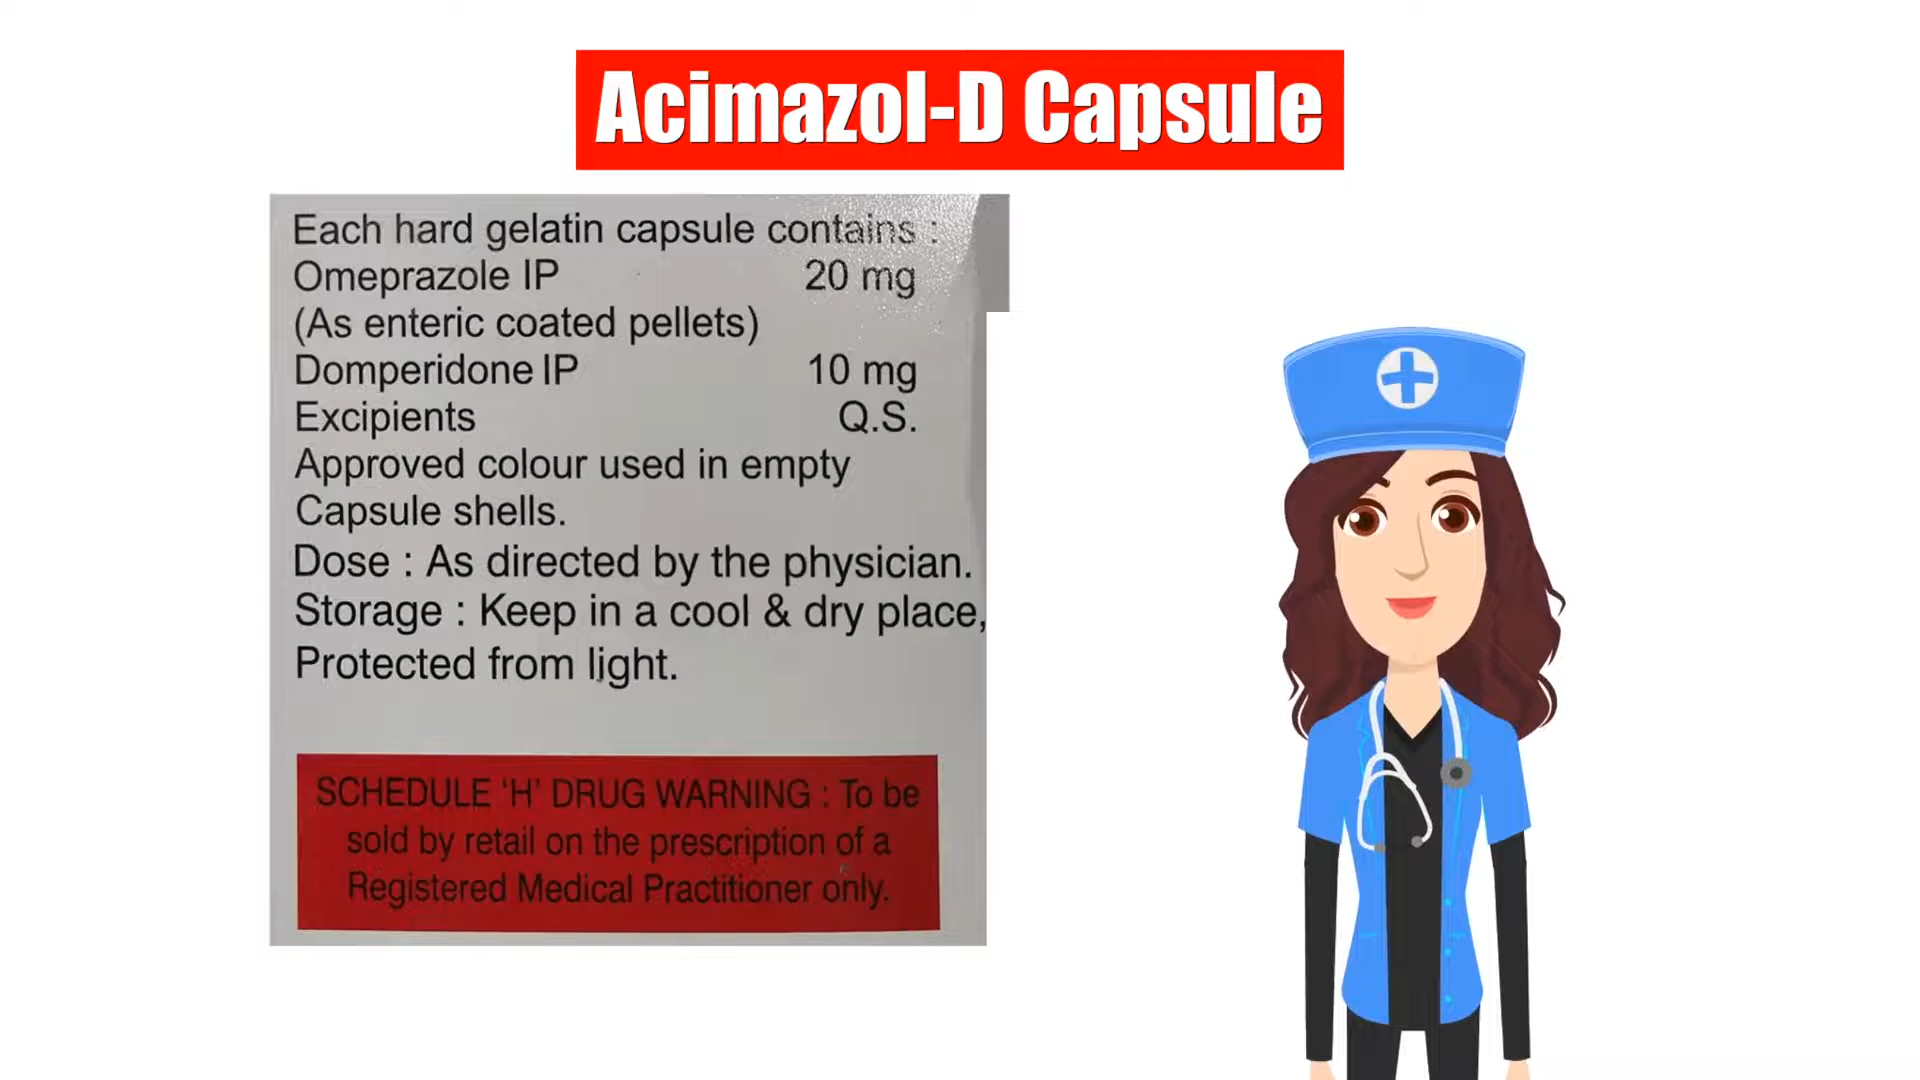 Acimazol-D Capsule
Each hard gelatin capsule contains :
Omeprazole IP 20 mg
(As enteric coated pellets)
Domperidone IP 10 mg
Excipients Q.S.
Approved colour used in empty
Capsule shells.
Dose : As directed by the physician.
Storage : Keep in a cool & dry place,
Protected from light.
SCHEDULE ‘H’ DRUG WARNING : To be
sold by retail on the prescription of a
Registered Medical Practitioner only.